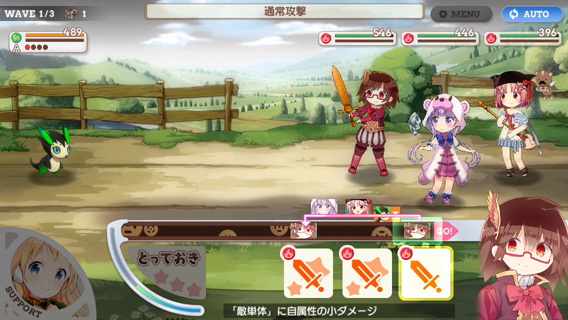 WAVE 1/3
1
通常攻撃
MENU
AUTO
489
A
546
446
396
GO!
SUPPORT
とっておき
「敵単体」に自属性の小ダメージ